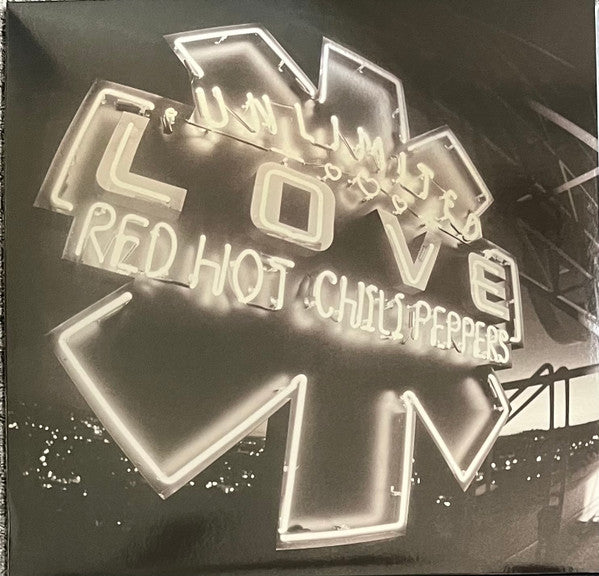 UNLIMITED
LOVE
RED HOT CHILI PEPPERS